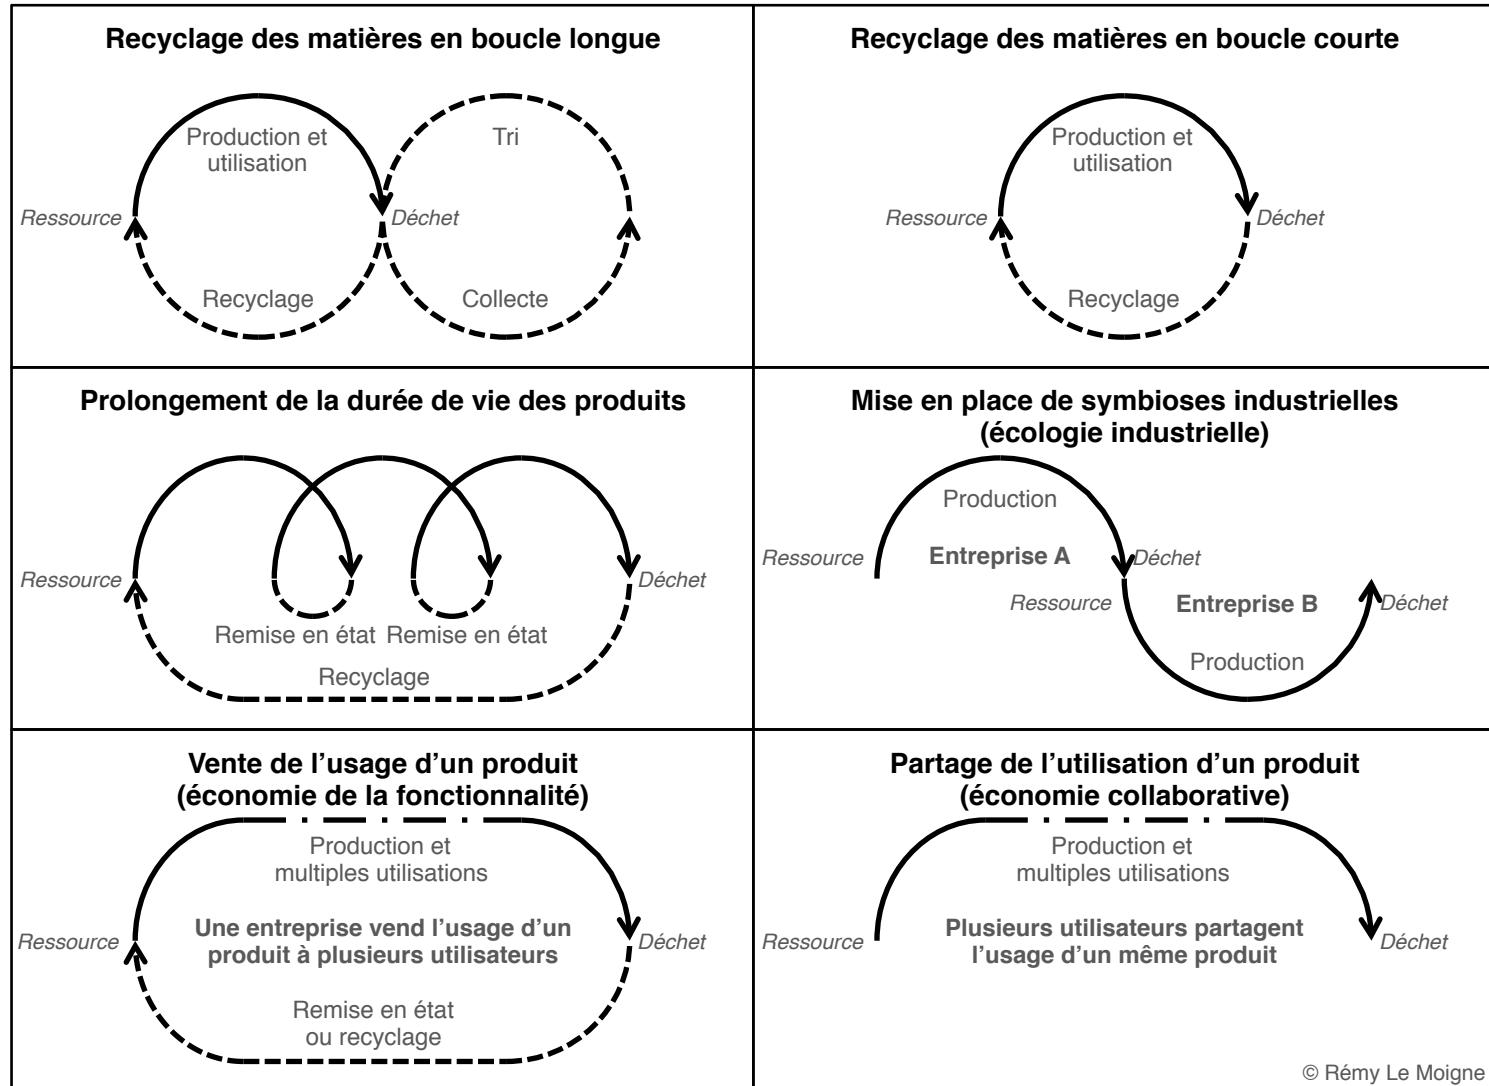 Recyclage des matières en boucle longue
Production et
utilisation
Tri
Ressource
Déchet
Recyclage
Collecte
Recyclage des matières en boucle courte
Production et
utilisation
Ressource
Déchet
Recyclage
Prolongement de la durée de vie des produits
Ressource
Déchet
Remise en état
Remise en état
Recyclage
Mise en place de symbioses industrielles
(écologie industrielle)
Production
Ressource
Entreprise A
Déchet
Ressource
Entreprise B
Déchet
Production
Vente de l’usage d’un produit
(économie de la fonctionnalité)
Production et
multiples utilisations
Une entreprise vend l’usage d’un
produit à plusieurs utilisateurs
Ressource
Déchet
Remise en état
ou recyclage
Partage de l’utilisation d’un produit
(économie collaborative)
Production et
multiples utilisations
Plusieurs utilisateurs partagent
l’usage d’un même produit
Ressource
Déchet
© Rémy Le Moigne